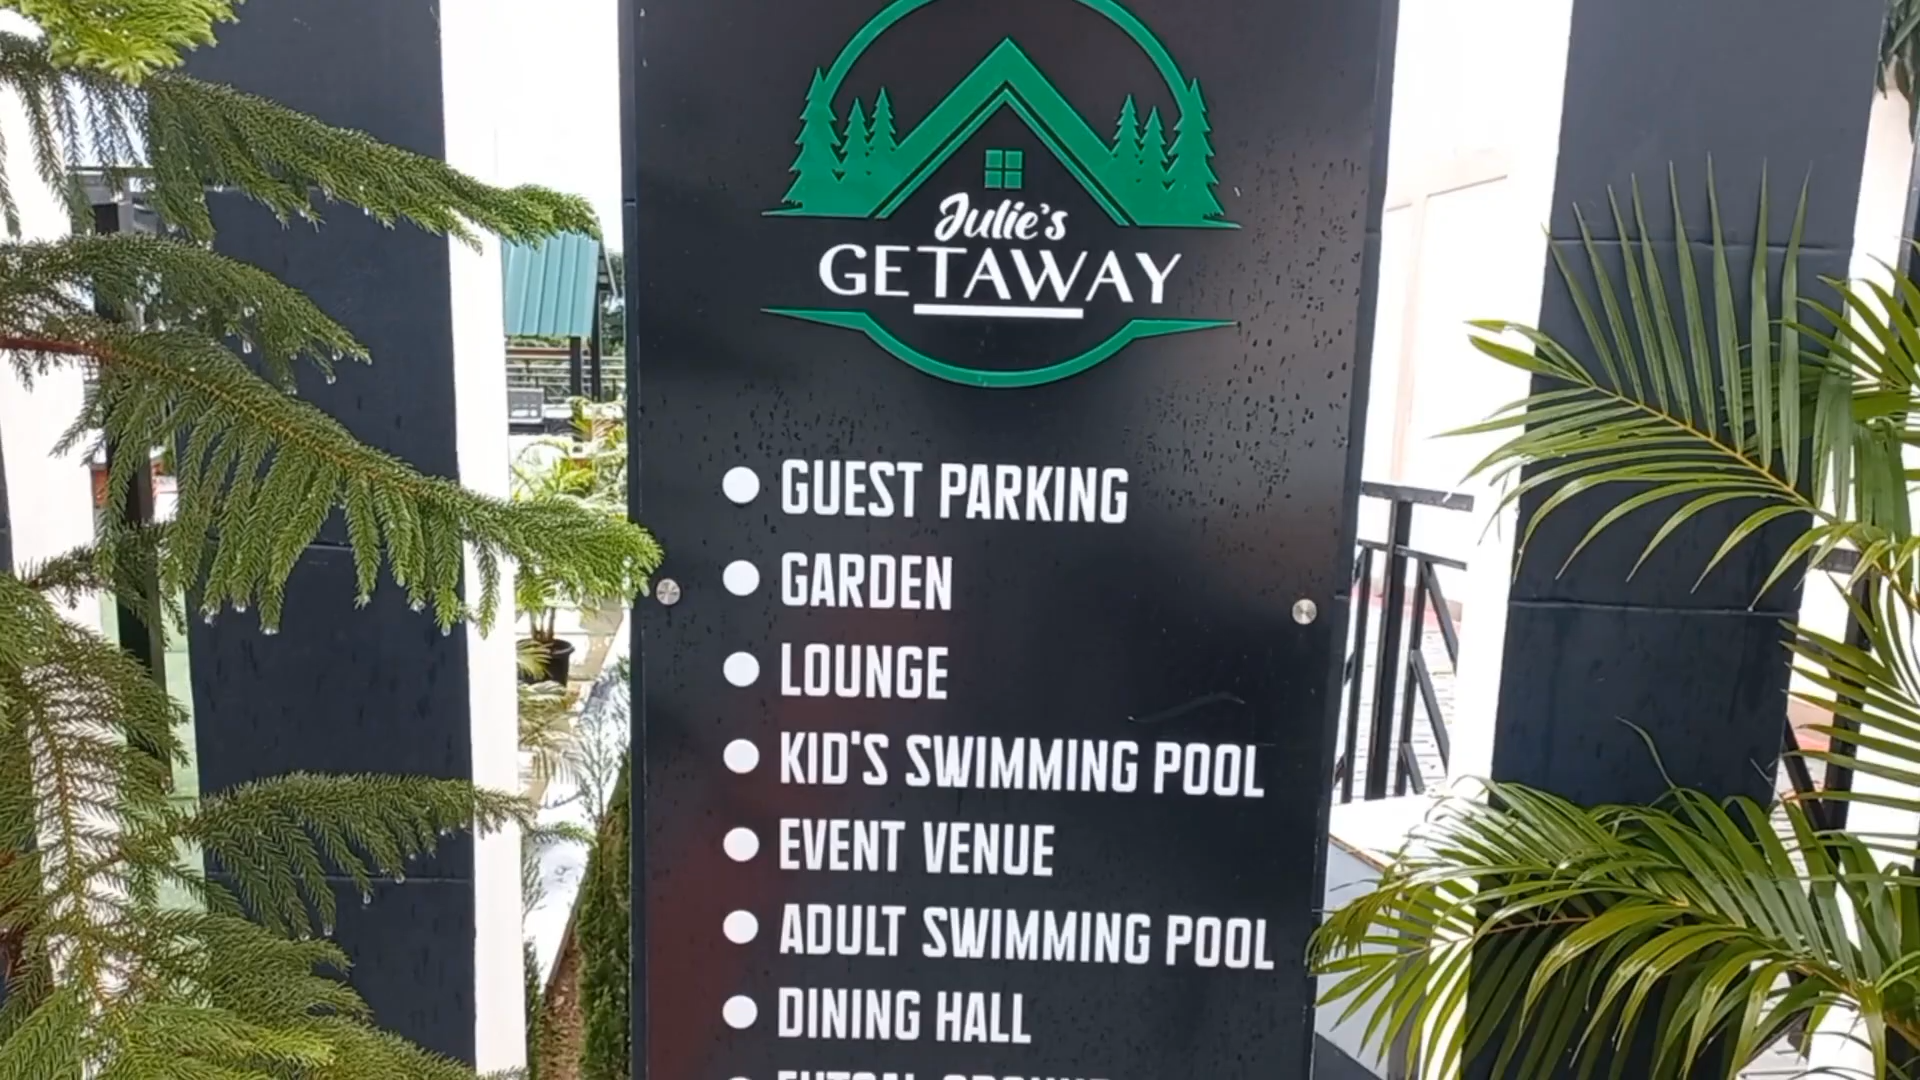 Julie's
GETAWAY
GUEST PARKING
GARDEN
LOUNGE
KID'S SWIMMING POOL
EVENT VENUE
ADULT SWIMMING POOL
DINING HALL